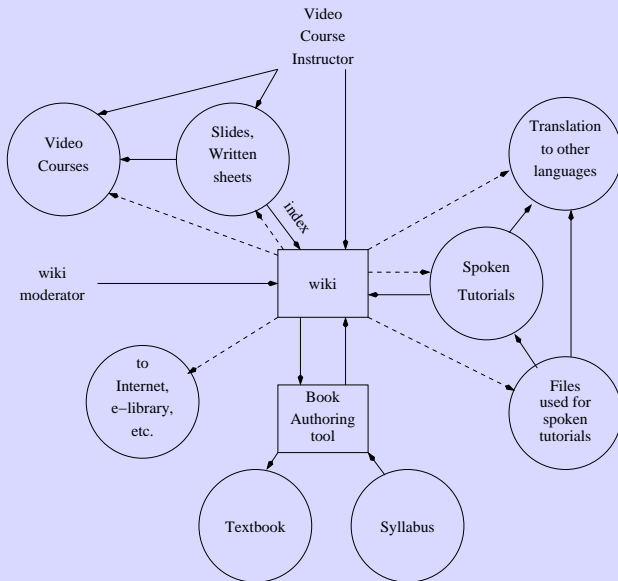 Video
Course
Instructor
Video
Courses
Slides,
Written
sheets
Translation
to other
languages
index
wiki
moderator
wiki
Spoken
Tutorials
to
Internet,
e−library,
etc.
Book
Authoring
tool
Files
used for
spoken
tutorials
Textbook
Syllabus